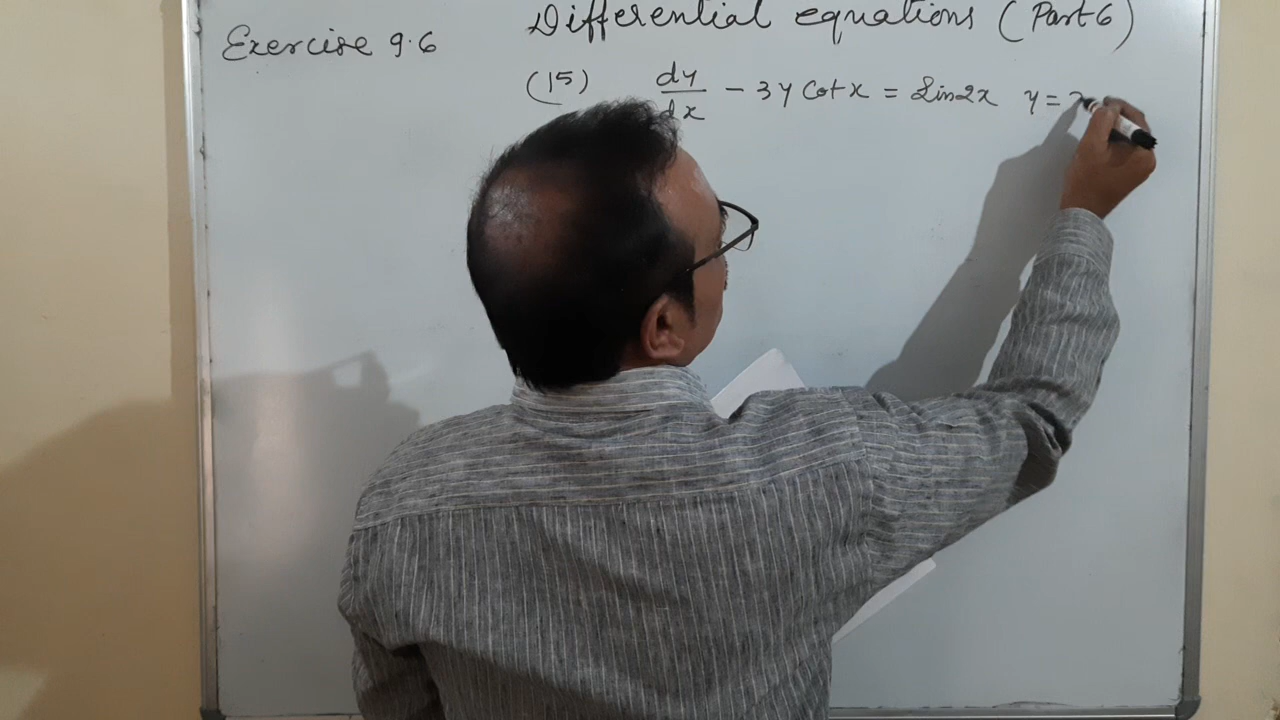 Differential equations (Part 6)
Exercise 9.6
(15) dy/dx - 3y Cot x = Sin2x y =